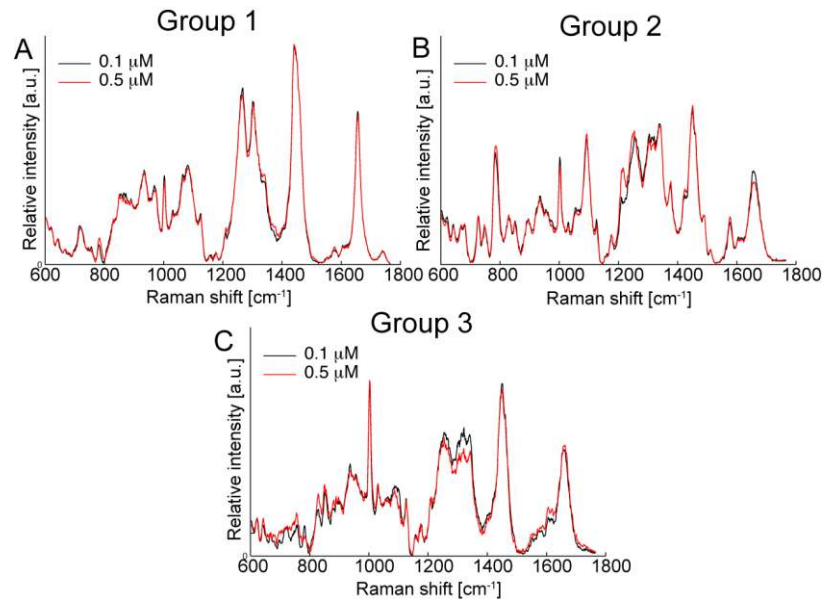 Group 1
Group 2
A
0.1 µM
0.5 µM
Relative intensity [a.u.]
0
600 800 1000 1200 1400 1600 1800
Raman shift [cm⁻¹]
B
0.1 µM
0.5 µM
Relative intensity [a.u.]
0
600 800 1000 1200 1400 1600 1800
Raman shift [cm⁻¹]
Group 3
C
0.1 µM
0.5 µM
Relative intensity [a.u.]
0
600 800 1000 1200 1400 1600 1800
Raman shift [cm⁻¹]